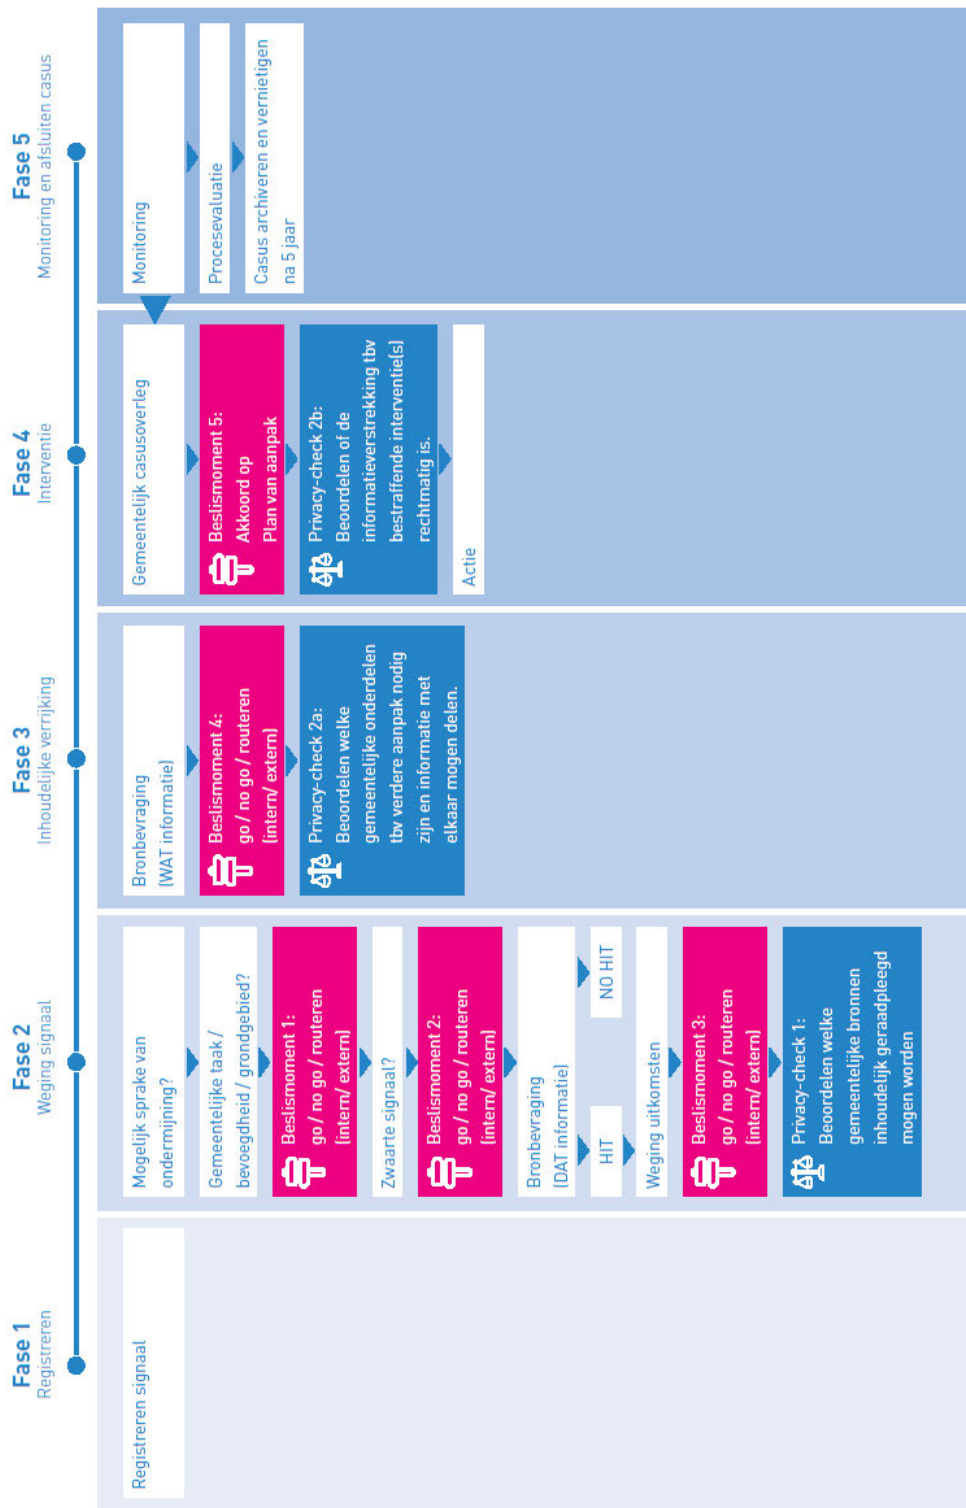 Fase 1
Registreren
Registreren signaal
Fase 2
Weging signaal
Mogelijk sprake van
ondermijning?
Gemeentelijke taak /
bevoegdheid / grondgebied?
Beslismoment 1:
go / no go / routeren
(intern/ extern)
Zwaarte signaal?
Beslismoment 2:
go / no go / routeren
(intern/ extern)
Bronbevraging
(DAT informatie)
HIT
NO HIT
Weging uitkomsten
Beslismoment 3:
go / no go / routeren
(intern/ extern)
Privacy-check 1:
Beoordelen welke
gemeentelijke bronnen
inhoudelijk geraadpleegd
mogen worden
Fase 3
Inhoudelijke verrijking
Bronbevraging
(WAT informatie)
Beslismoment 4:
go / no go / routeren
(intern/ extern)
Privacy-check 2a:
Beoordelen welke
gemeentelijke onderdelen
tbv verdere aanpak nodig
zijn en informatie met
elkaar mogen delen.
Fase 4
Interventie
Gemeentelijk casusoverleg
Beslismoment 5:
Akkoord op
Plan van aanpak
Privacy-check 2b:
Beoordelen of de
informatieverstrekking tbv
bestraffende interventie(s)
rechtmatig is.
Actie
Fase 5
Monitoring en afsluiten casus
Monitoring
Procesevaluatie
Casus archiveren en vernietigen
na 5 jaar